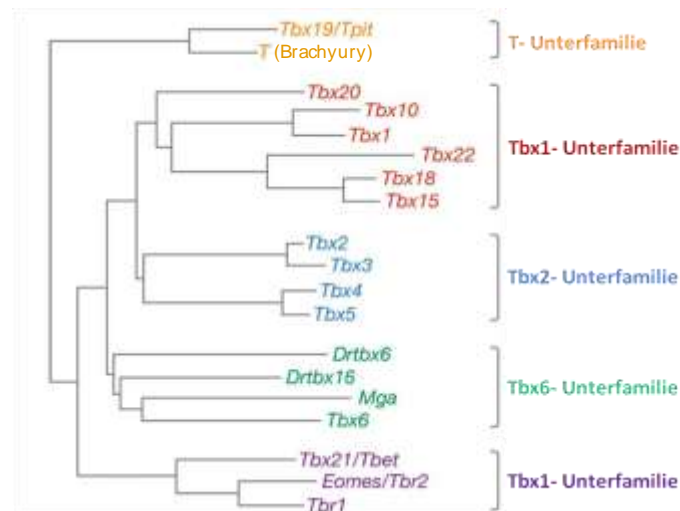 Tbx19/Tpit
T (Brachyury)
T- Unterfamilie
Tbx20
Tbx10
Tbx1
Tbx22
Tbx18
Tbx15
Tbx1- Unterfamilie
Tbx2
Tbx3
Tbx4
Tbx5
Tbx2- Unterfamilie
Drtbx6
Drtbx16
Mga
Tbx6
Tbx6- Unterfamilie
Tbx21/Tbet
Eomes/Tbr2
Tbr1
Tbx1- Unterfamilie